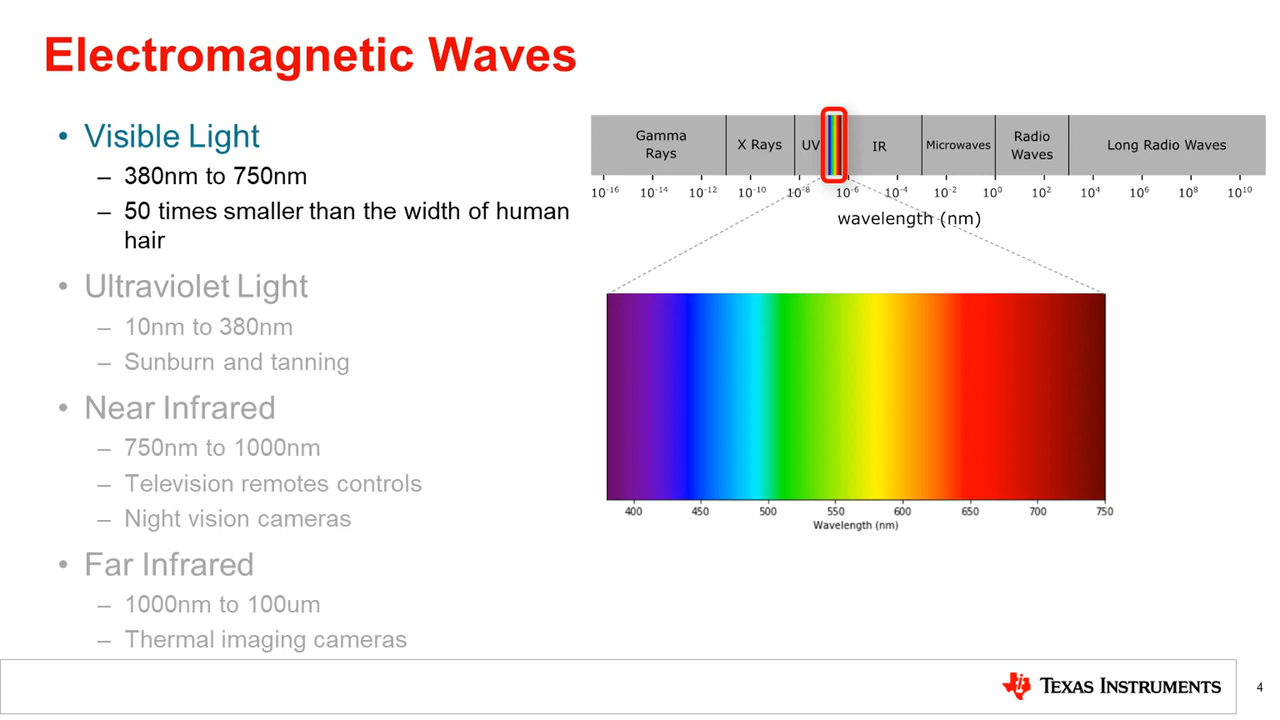 Electromagnetic Waves
• Visible Light
– 380nm to 750nm
– 50 times smaller than the width of human
hair
• Ultraviolet Light
– 10nm to 380nm
– Sunburn and tanning
• Near Infrared
– 750nm to 1000nm
– Television remotes controls
– Night vision cameras
• Far Infrared
– 1000nm to 100um
– Thermal imaging cameras
Gamma
Rays
X Rays
UV
IR
Microwaves
Radio
Waves
Long Radio Waves
10⁻¹⁶ 10⁻¹⁴ 10⁻¹² 10⁻¹⁰ 10⁻⁸ 10⁻⁶ 10⁻⁴ 10⁻² 10⁰ 10² 10⁴ 10⁶ 10⁸ 10¹⁰
wavelength (nm)
400 450 500 550 600 650 700 750
Wavelength (nm)
TEXAS INSTRUMENTS
4